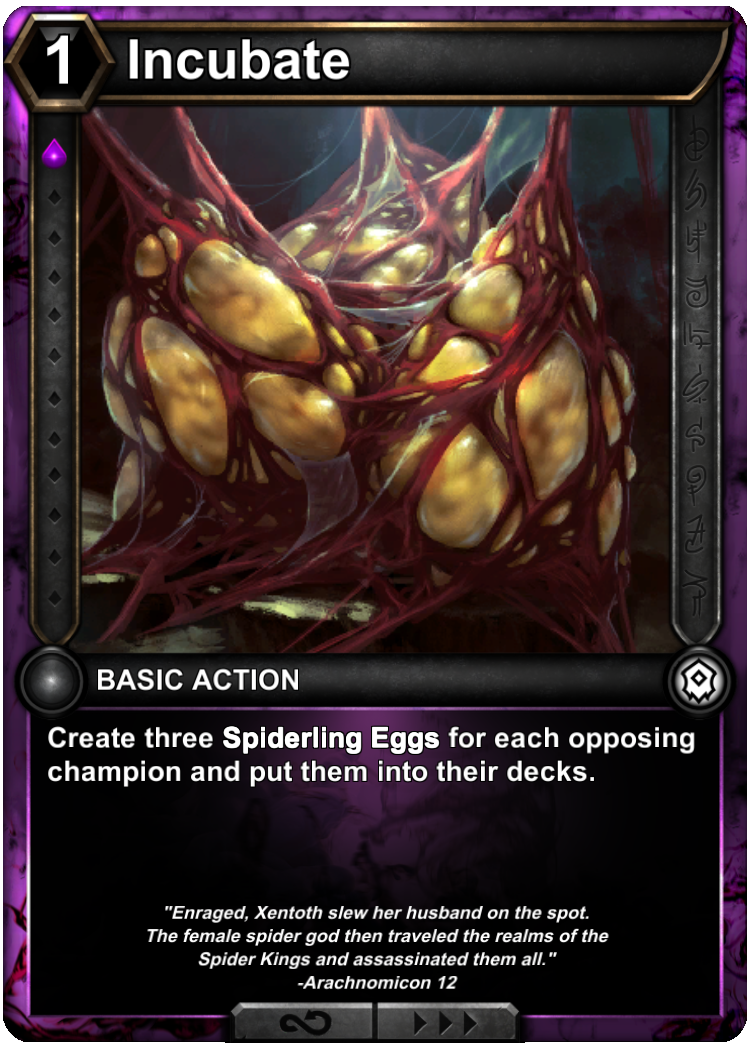 1 Incubate
BASIC ACTION
Create three Spiderling Eggs for each opposing
champion and put them into their decks.
"Enraged, Xentoth slew her husband on the spot.
The female spider god then traveled the realms of the
Spider Kings and assassinated them all."
-Arachnomicon 12